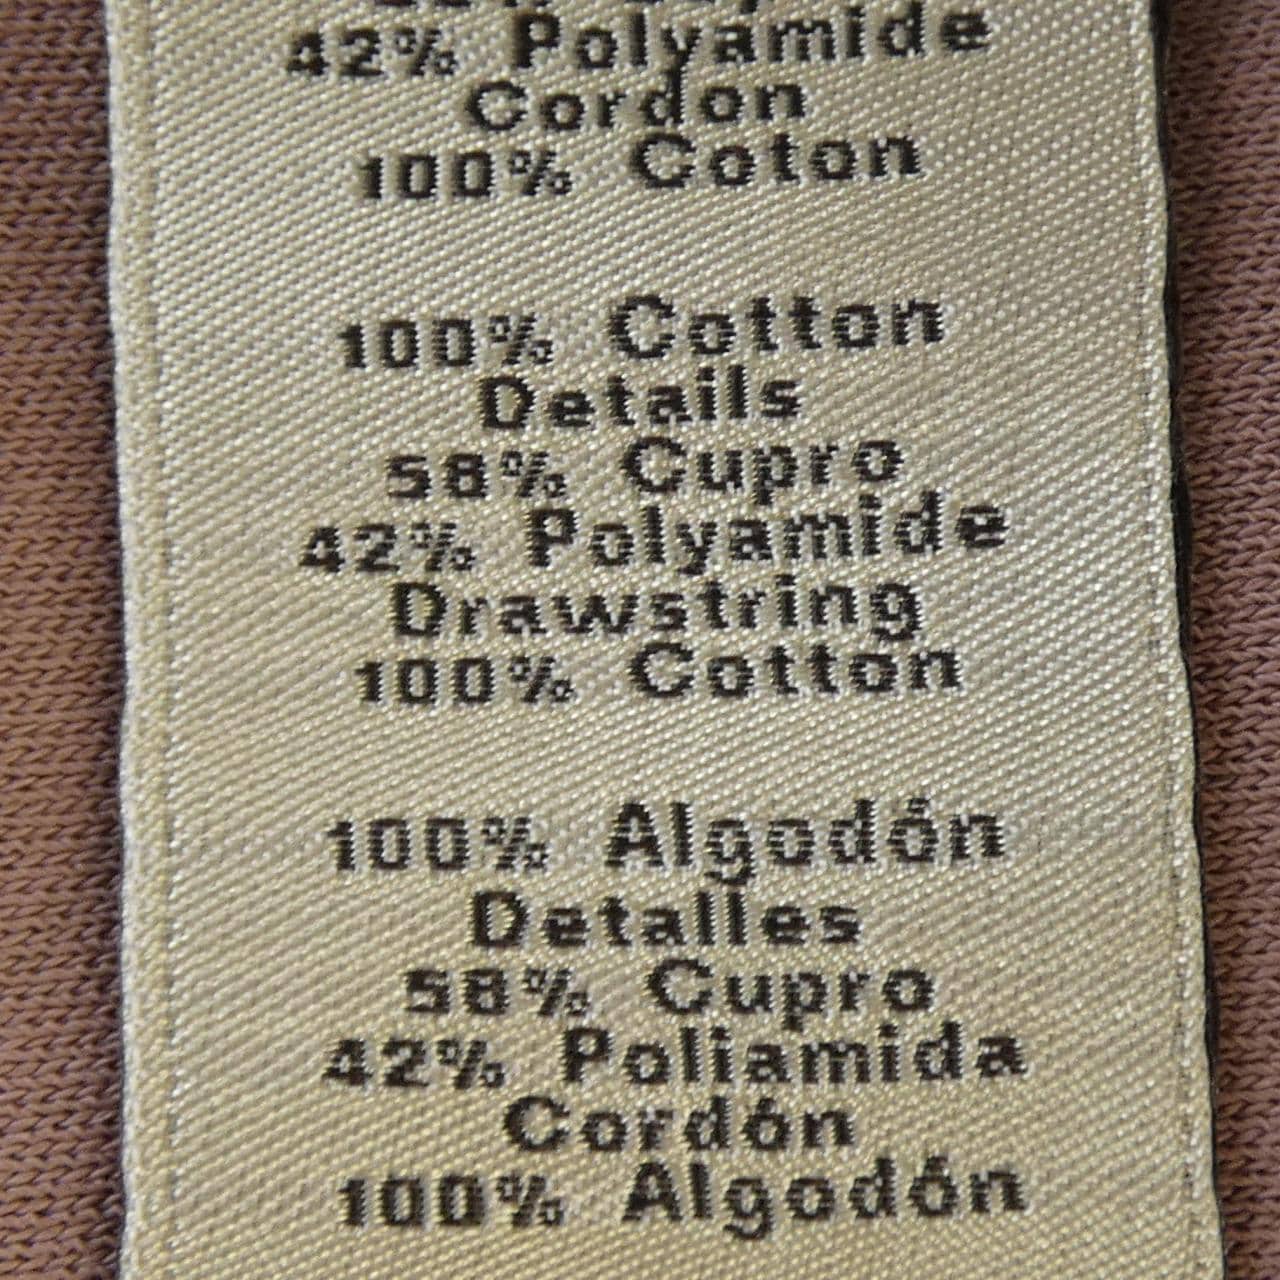 42% Polyamide
Cordon
100% Coton
100% Cotton
Details
58% Cupro
42% Polyamide
Drawstring
100% Cotton
100% Algodón
Detalles
58% Cupro
42% Poliamida
Cordón
100% Algodón